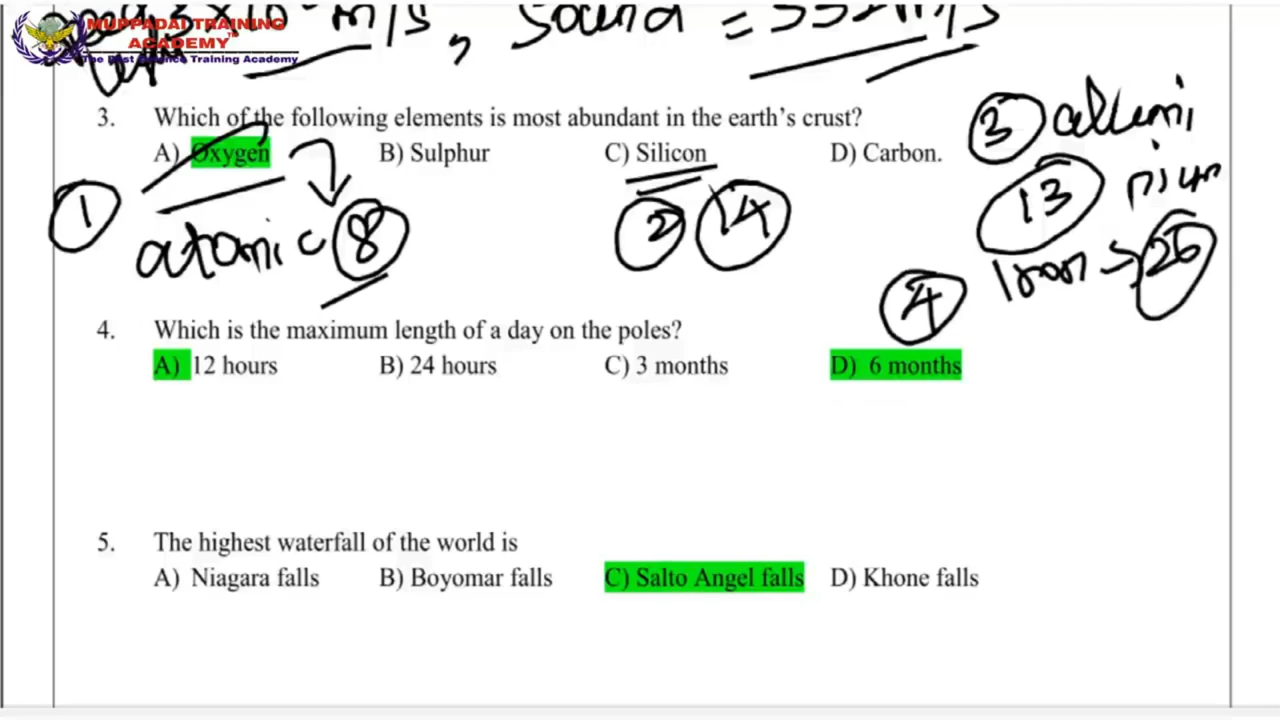 MUPPADAI TRAINING
ACADEMY™
The Best Defence Training Academy
m/s , Sound =
3. Which of the following elements is most abundant in the earth's crust?
A) Oxygen B) Sulphur C) Silicon D) Carbon.
③ allumi
nium
① atomic 8 ② 14 13
④ Iron → 26
4. Which is the maximum length of a day on the poles?
A) 12 hours B) 24 hours C) 3 months D) 6 months
5. The highest waterfall of the world is
A) Niagara falls B) Boyomar falls C) Salto Angel falls D) Khone falls